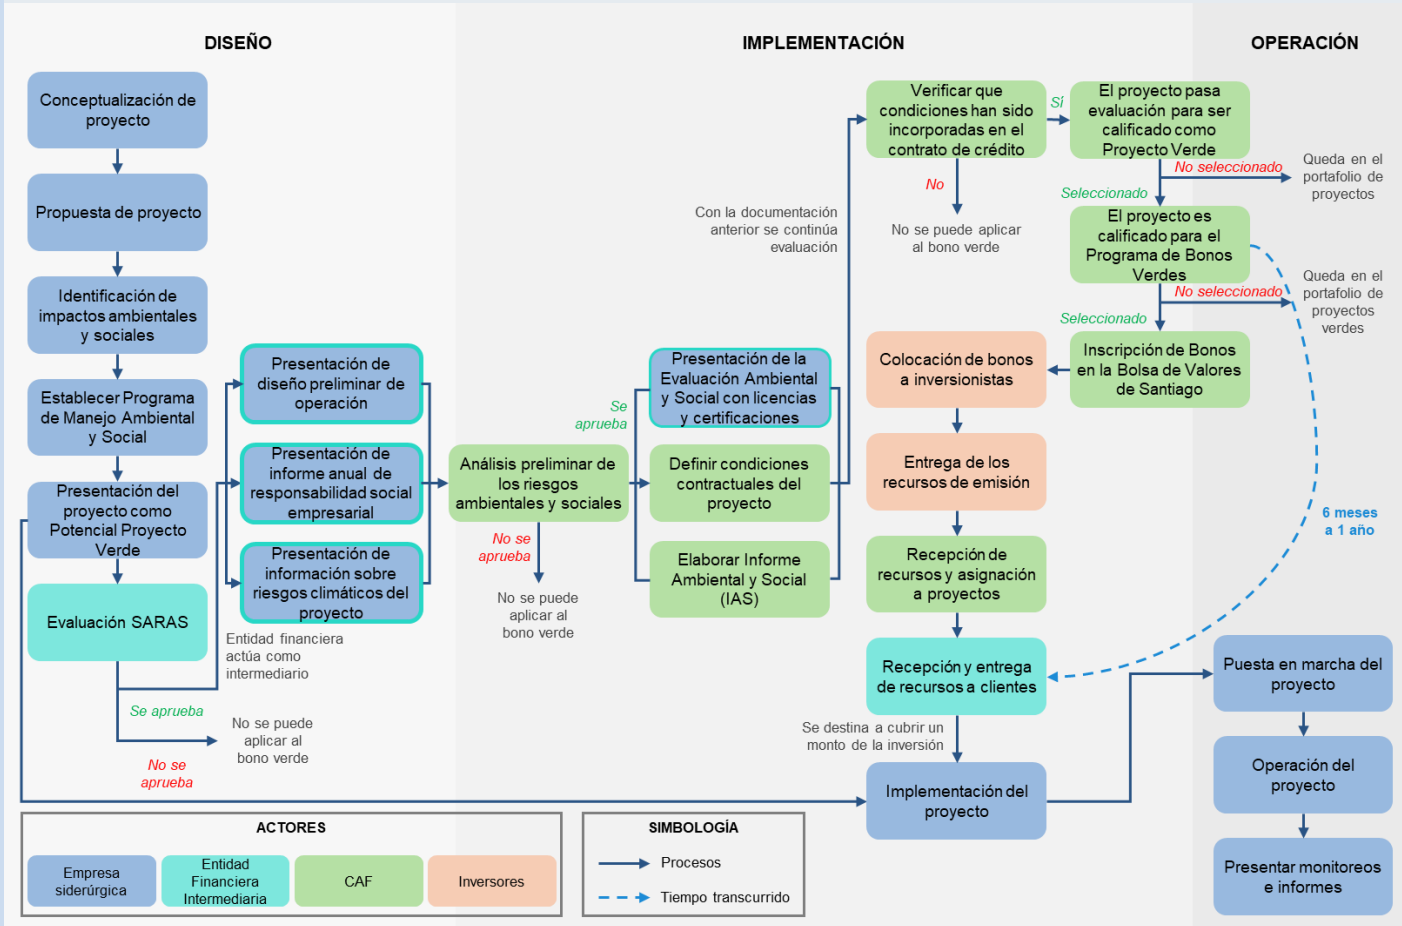 DISEÑO
IMPLEMENTACIÓN
OPERACIÓN
Conceptualización de
proyecto
Propuesta de proyecto
Identificación de
impactos ambientales
y sociales
Establecer Programa
de Manejo Ambiental
y Social
Presentación del
proyecto como
Potencial Proyecto
Verde
Evaluación SARAS
Se aprueba
No se
aprueba
No se puede
aplicar al
bono verde
Entidad financiera
actúa como
intermediario
Presentación de
diseño preliminar de
operación
Presentación de
informe anual de
responsabilidad social
empresarial
Presentación de
información sobre
riesgos climáticos del
proyecto
Análisis preliminar de
los riesgos
ambientales y sociales
No se
aprueba
No se puede
aplicar al
bono verde
Se
aprueba
Presentación de la
Evaluación Ambiental
y Social con licencias
y certificaciones
Definir condiciones
contractuales del
proyecto
Elaborar Informe
Ambiental y Social
(IAS)
Con la documentación
anterior se continúa
evaluación
Verificar que
condiciones han sido
incorporadas en el
contrato de crédito
Sí
No
No se puede aplicar
al bono verde
El proyecto pasa
evaluación para ser
calificado como
Proyecto Verde
No seleccionado
Queda en el
portafolio de
proyectos
Seleccionado
El proyecto es
calificado para el
Programa de Bonos
Verdes
No seleccionado
Queda en el
portafolio de
proyectos
verdes
Seleccionado
Inscripción de Bonos
en la Bolsa de Valores
de Santiago
Colocación de bonos
a inversionistas
Entrega de los
recursos de emisión
Recepción de
recursos y asignación
a proyectos
Recepción y entrega
de recursos a clientes
6 meses
a 1 año
Se destina a cubrir un
monto de la inversión
Implementación del
proyecto
Puesta en marcha del
proyecto
Operación del
proyecto
Presentar monitoreos
e informes
ACTORES
Empresa
siderúrgica
Entidad
Financiera
Intermediaria
CAF
Inversores
SIMBOLOGÍA
Procesos
Tiempo transcurrido